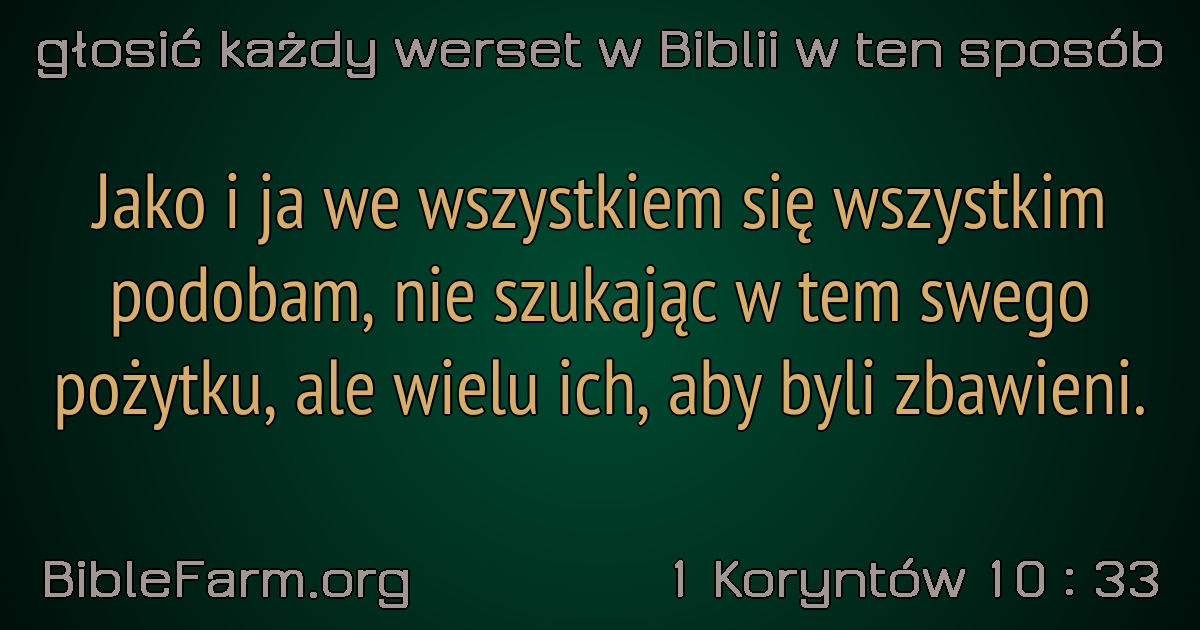 głosić każdy werset w Biblii w ten sposób
Jako i ja we wszystkiem się wszystkim
podobam, nie szukając w tem swego
pożytku, ale wielu ich, aby byli zbawieni.
BibleFarm.org
1 Koryntów 10 : 33